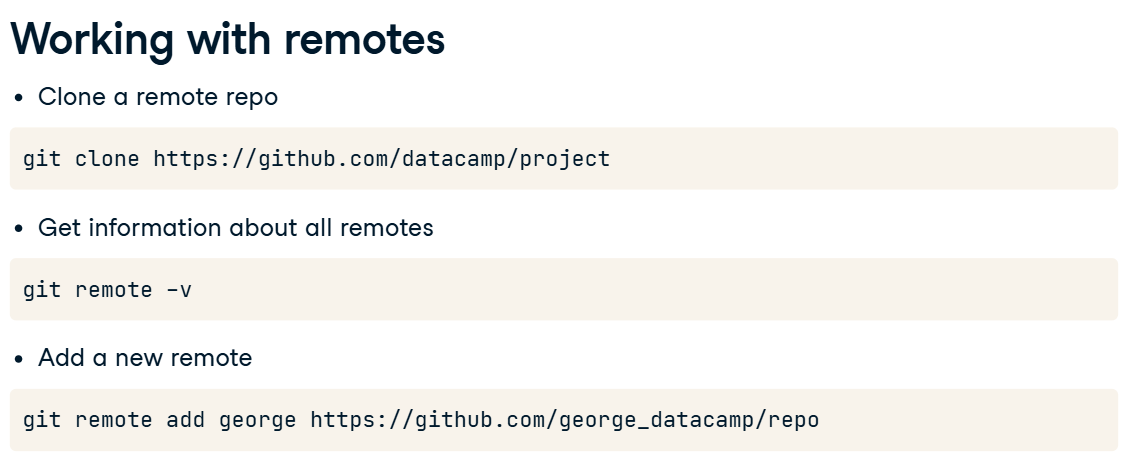 Working with remotes
• Clone a remote repo
git clone https://github.com/datacamp/project
• Get information about all remotes
git remote -v
• Add a new remote
git remote add george https://github.com/george_datacamp/repo